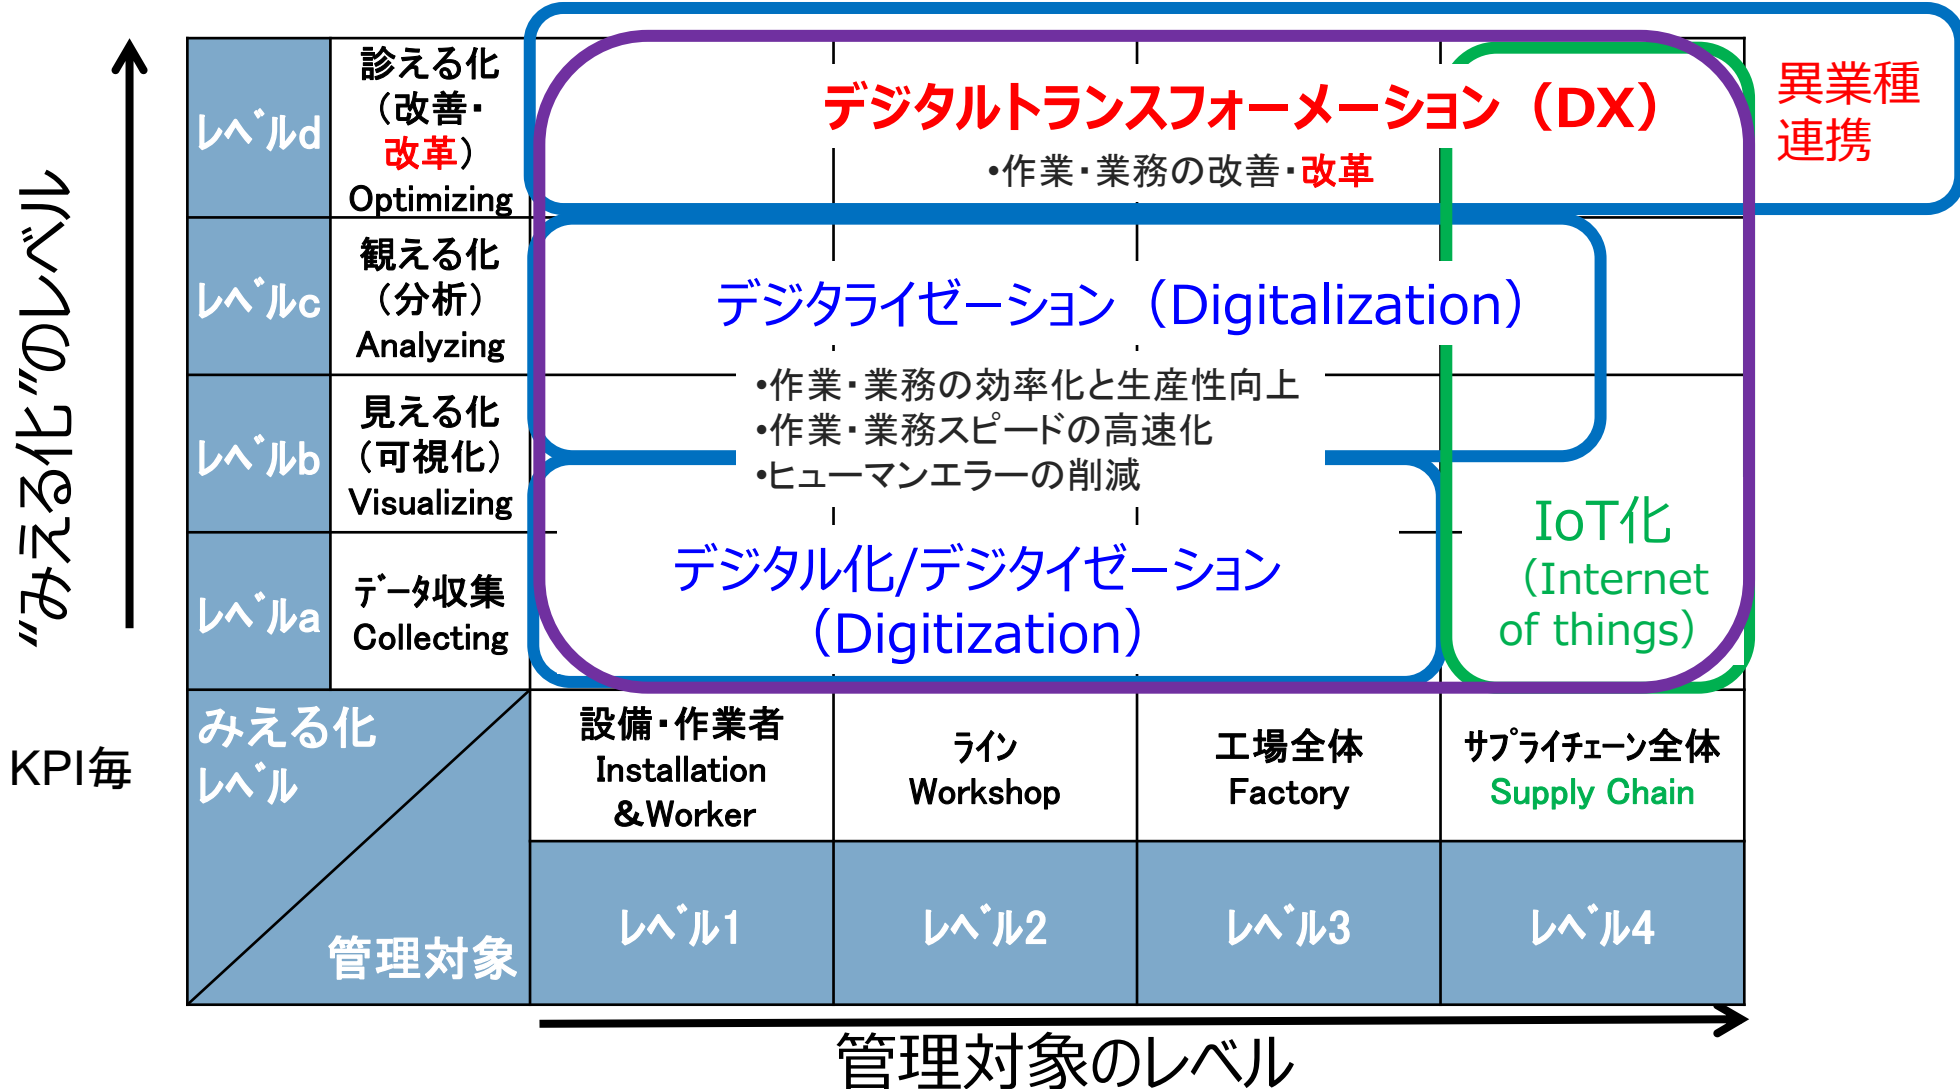 "みえる化"のレベル
レベルd
診える化
（改善・
改革）
Optimizing
デジタルトランスフォーメーション（DX）
•作業・業務の改善・改革
異業種
連携
レベルc
観える化
（分析）
Analyzing
デジタライゼーション（Digitalization）
•作業・業務の効率化と生産性向上
•作業・業務スピードの高速化
•ヒューマンエラーの削減
レベルb
見える化
（可視化）
Visualizing
レベルa
データ収集
Collecting
デジタル化/デジタイゼーション
（Digitization）
IoT化
（Internet
of things）
KPI毎
みえる化
レベル
管理対象
設備・作業者
Installation
&Worker
ライン
Workshop
工場全体
Factory
サプライチェーン全体
Supply Chain
レベル1
レベル2
レベル3
レベル4
管理対象のレベル